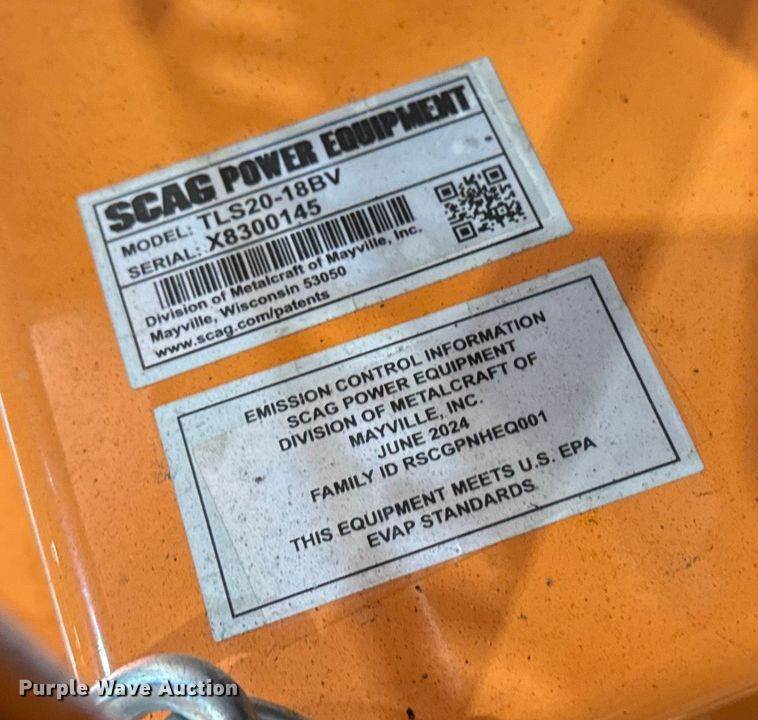 SCAG POWER EQUIPMENT
MODEL: TLS20-18BV
SERIAL: X8300145
Division of Metalcraft of Mayville, Inc.
Mayville, Wisconsin 53050
www.scag.com/patents
EMISSION CONTROL INFORMATION
SCAG POWER EQUIPMENT
DIVISION OF METALCRAFT OF
MAYVILLE, INC.
JUNE 2024
FAMILY ID RSCGPNHEQ001
THIS EQUIPMENT MEETS U.S. EPA
EVAP STANDARDS
Purple Wave Auction